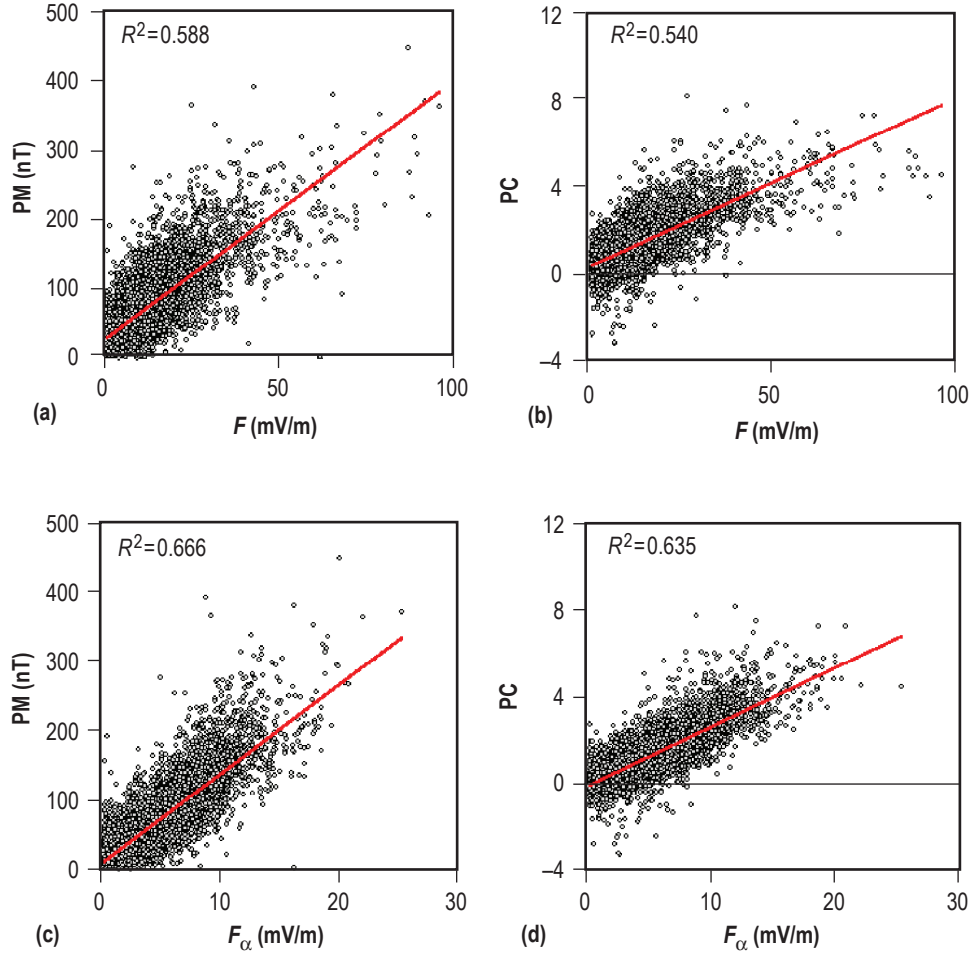 R²=0.588
PM (nT)
500
400
300
200
100
0
0 50 100
F (mV/m)
(a)
R²=0.540
PC
12
8
4
0
–4
0 50 100
F (mV/m)
(b)
R²=0.666
PM (nT)
500
400
300
200
100
0
0 10 20 30
Fα (mV/m)
(c)
R²=0.635
PC
12
8
4
0
–4
0 10 20 30
Fα (mV/m)
(d)